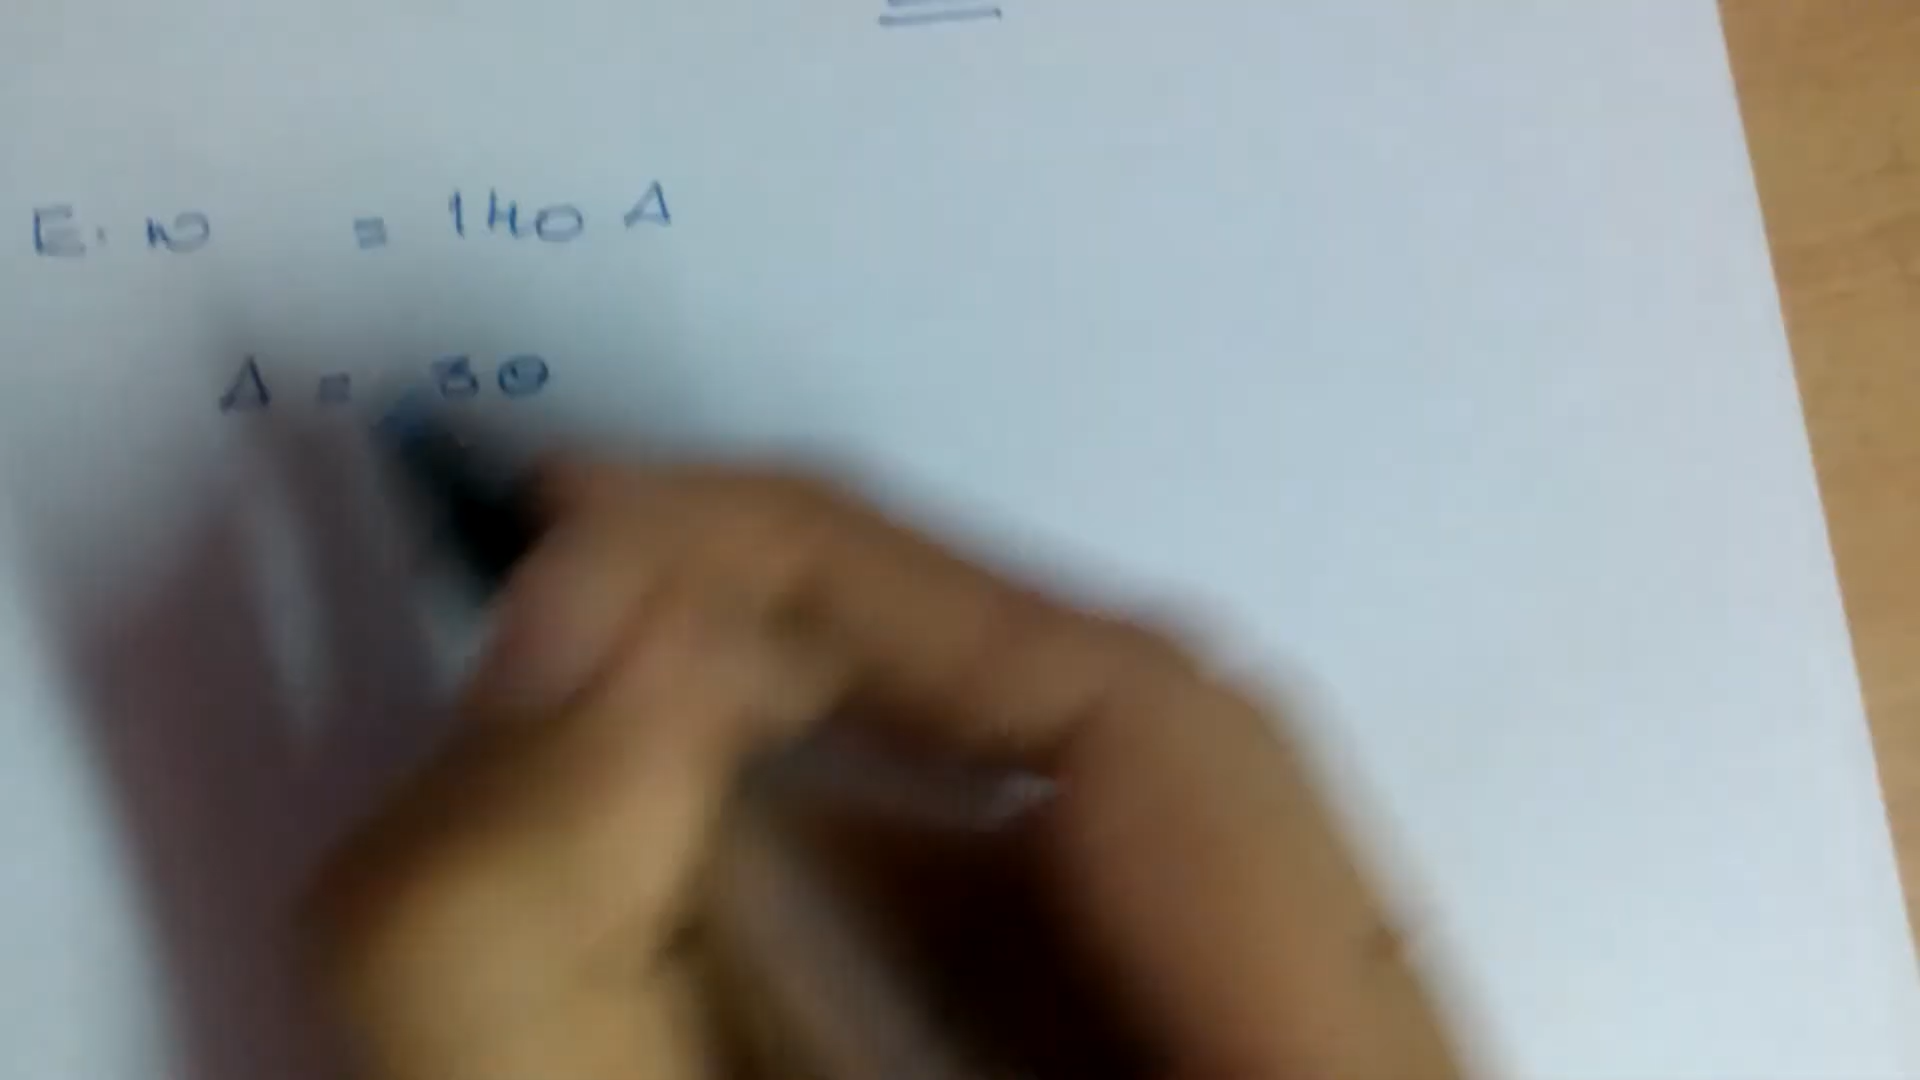 E. W = 140 A
A = 30